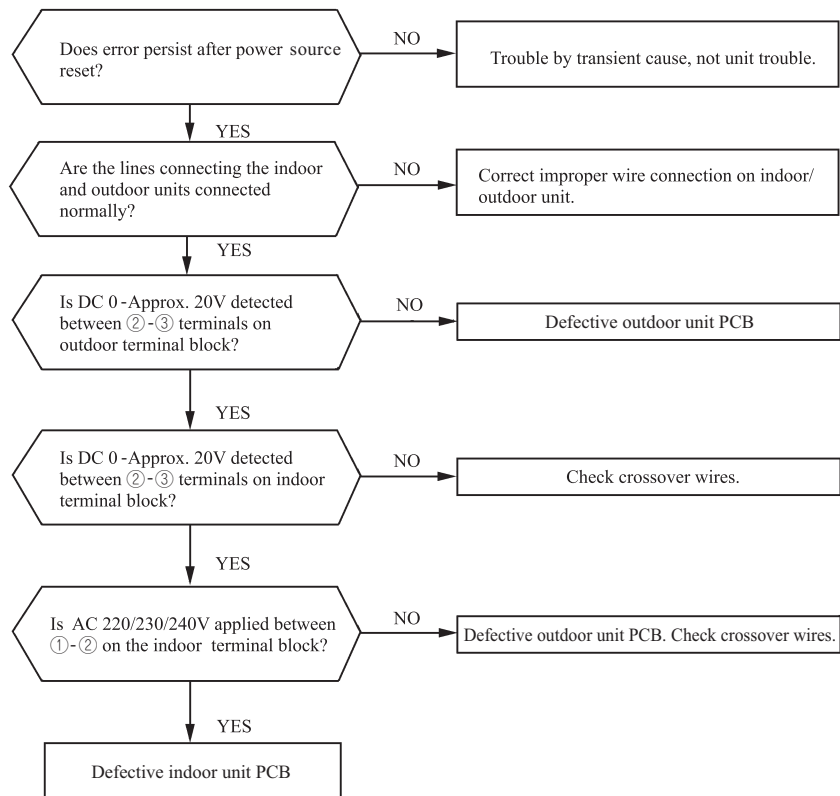 Does error persist after power source
reset?
NO
Trouble by transient cause, not unit trouble.
YES
Are the lines connecting the indoor
and outdoor units connected
normally?
NO
Correct improper wire connection on indoor/
outdoor unit.
YES
Is DC 0 -Approx. 20V detected
between ②-③ terminals on
outdoor terminal block?
NO
Defective outdoor unit PCB
YES
Is DC 0 -Approx. 20V detected
between ②-③ terminals on indoor
terminal block?
NO
Check crossover wires.
YES
Is AC 220/230/240V applied between
①-② on the indoor terminal block?
NO
Defective outdoor unit PCB. Check crossover wires.
YES
Defective indoor unit PCB